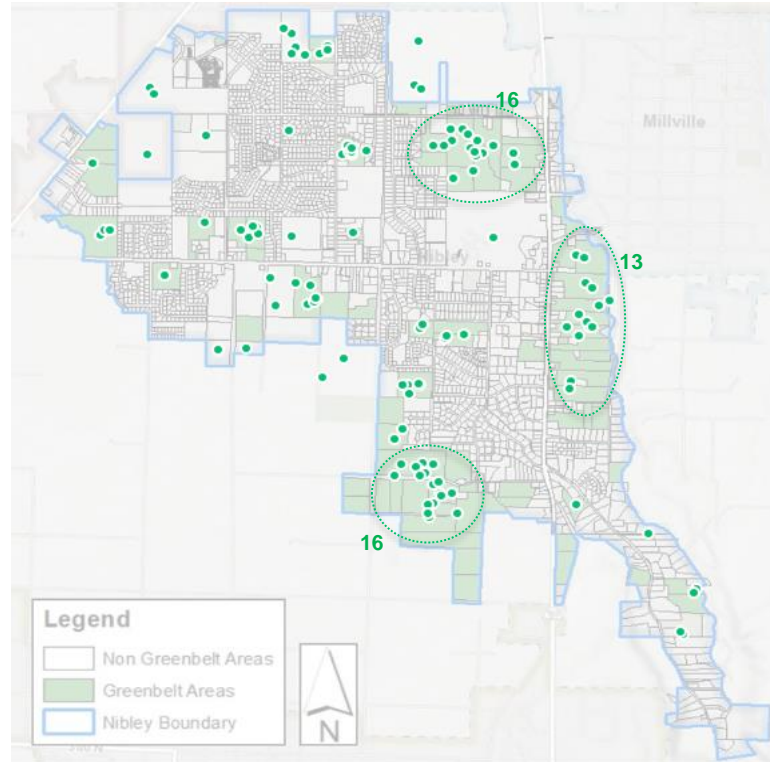 16
Millville
Nibley
13
16
Legend
Non Greenbelt Areas
Greenbelt Areas
Nibley Boundary
N